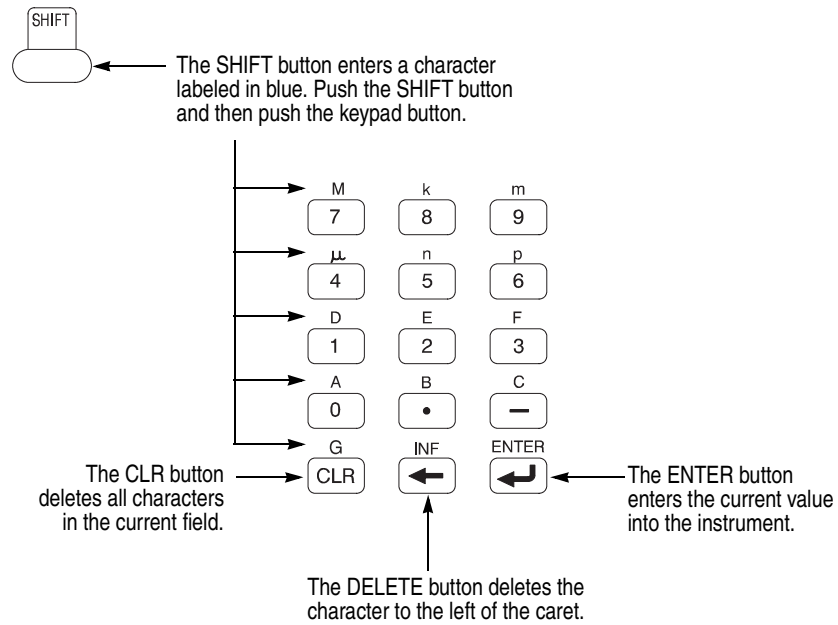 SHIFT
The SHIFT button enters a character
labeled in blue. Push the SHIFT button
and then push the keypad button.
M k m
7 8 9
μ n p
4 5 6
D E F
1 2 3
A B C
0 • –
G INF ENTER
CLR
The CLR button
deletes all characters
in the current field.
The ENTER button
enters the current value
into the instrument.
The DELETE button deletes the
character to the left of the caret.